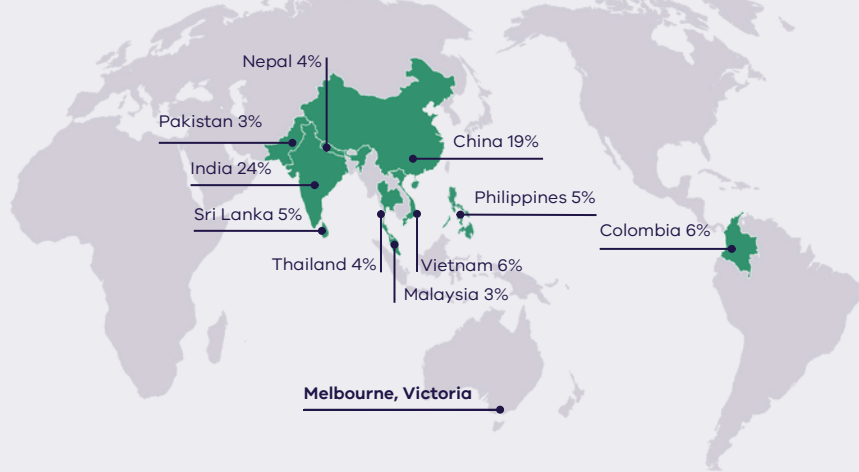 Nepal 4%
Pakistan 3%
China 19%
India 24%
Philippines 5%
Sri Lanka 5%
Colombia 6%
Thailand 4%
Vietnam 6%
Malaysia 3%
Melbourne, Victoria